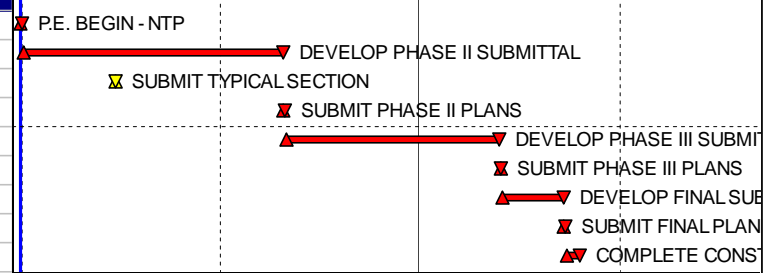 P.E. BEGIN - NTP
DEVELOP PHASE II SUBMITTAL
SUBMIT TYPICAL SECTION
SUBMIT PHASE II PLANS
DEVELOP PHASE III SUBMIT
SUBMIT PHASE III PLANS
DEVELOP FINAL SUB
SUBMIT FINAL PLAN
COMPLETE CONST